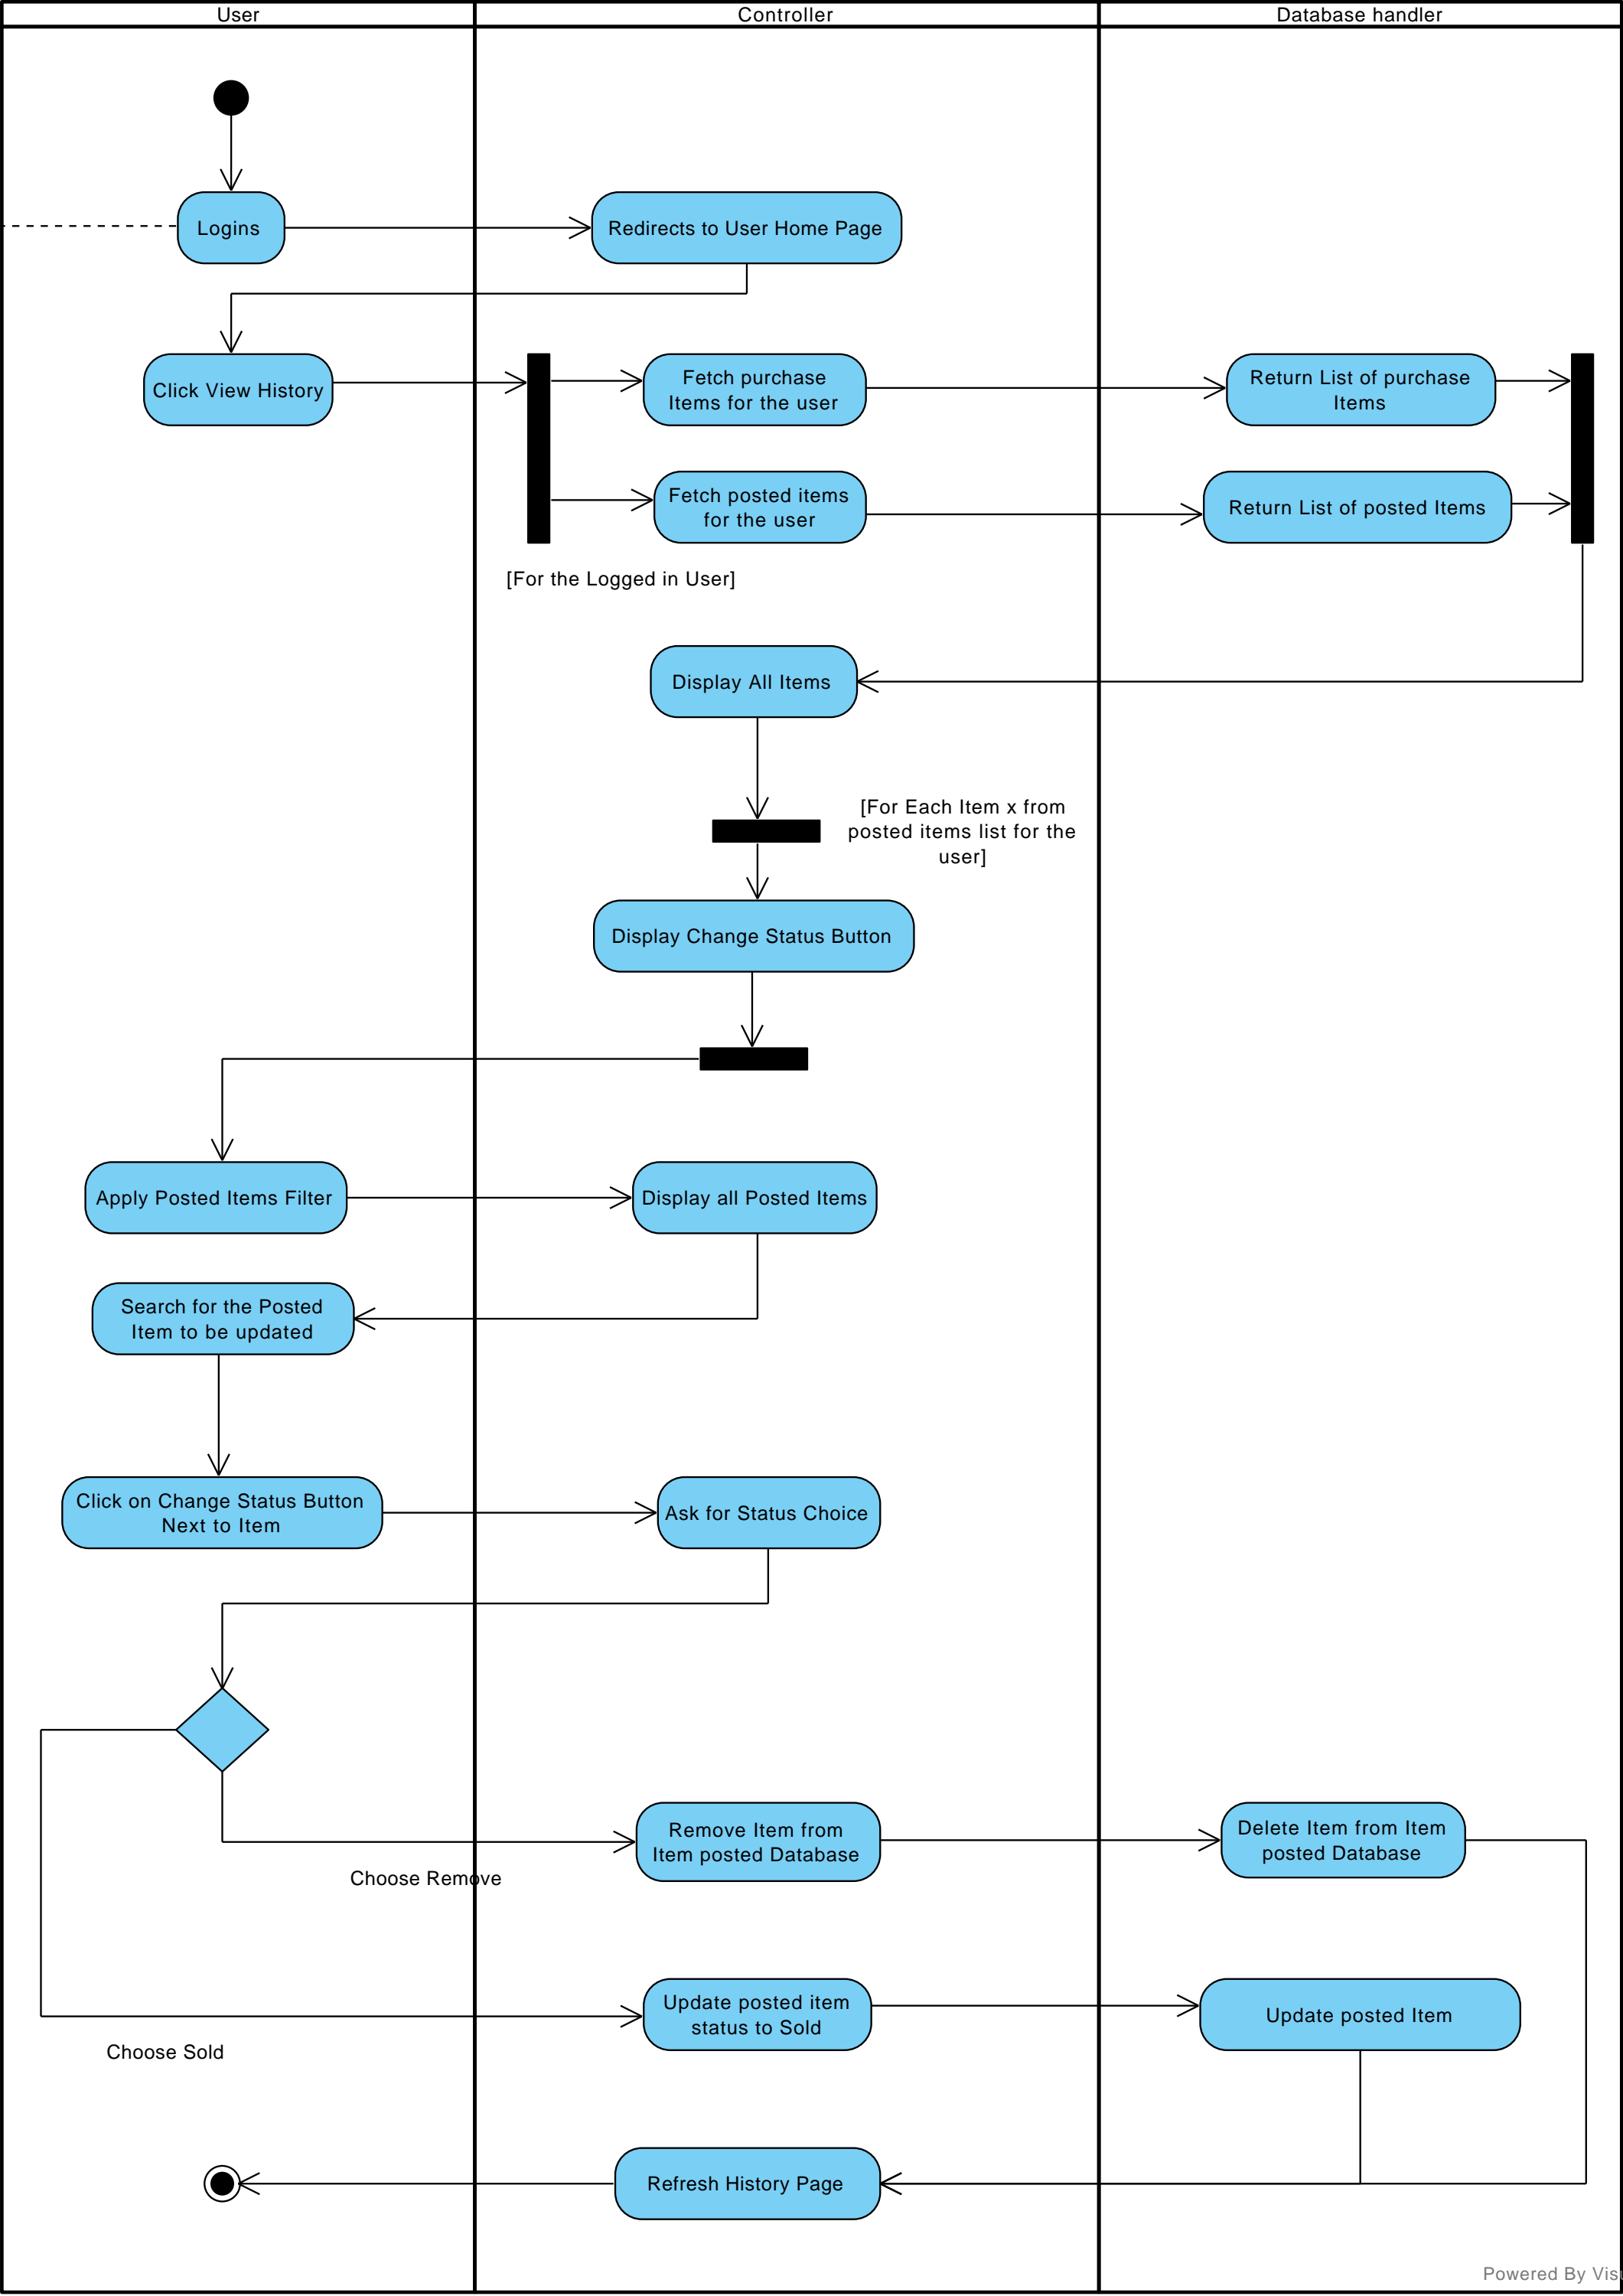 User
Controller
Database handler
Logins
Redirects to User Home Page
Click View History
Fetch purchase
Items for the user
Return List of purchase
Items
Fetch posted items
for the user
Return List of posted Items
[For the Logged in User]
Display All Items
[For Each Item x from
posted items list for the
user]
Display Change Status Button
Apply Posted Items Filter
Display all Posted Items
Search for the Posted
Item to be updated
Click on Change Status Button
Next to Item
Ask for Status Choice
Remove Item from
Item posted Database
Delete Item from Item
posted Database
Choose Remove
Update posted item
status to Sold
Update posted Item
Choose Sold
Refresh History Page
Powered By Vis